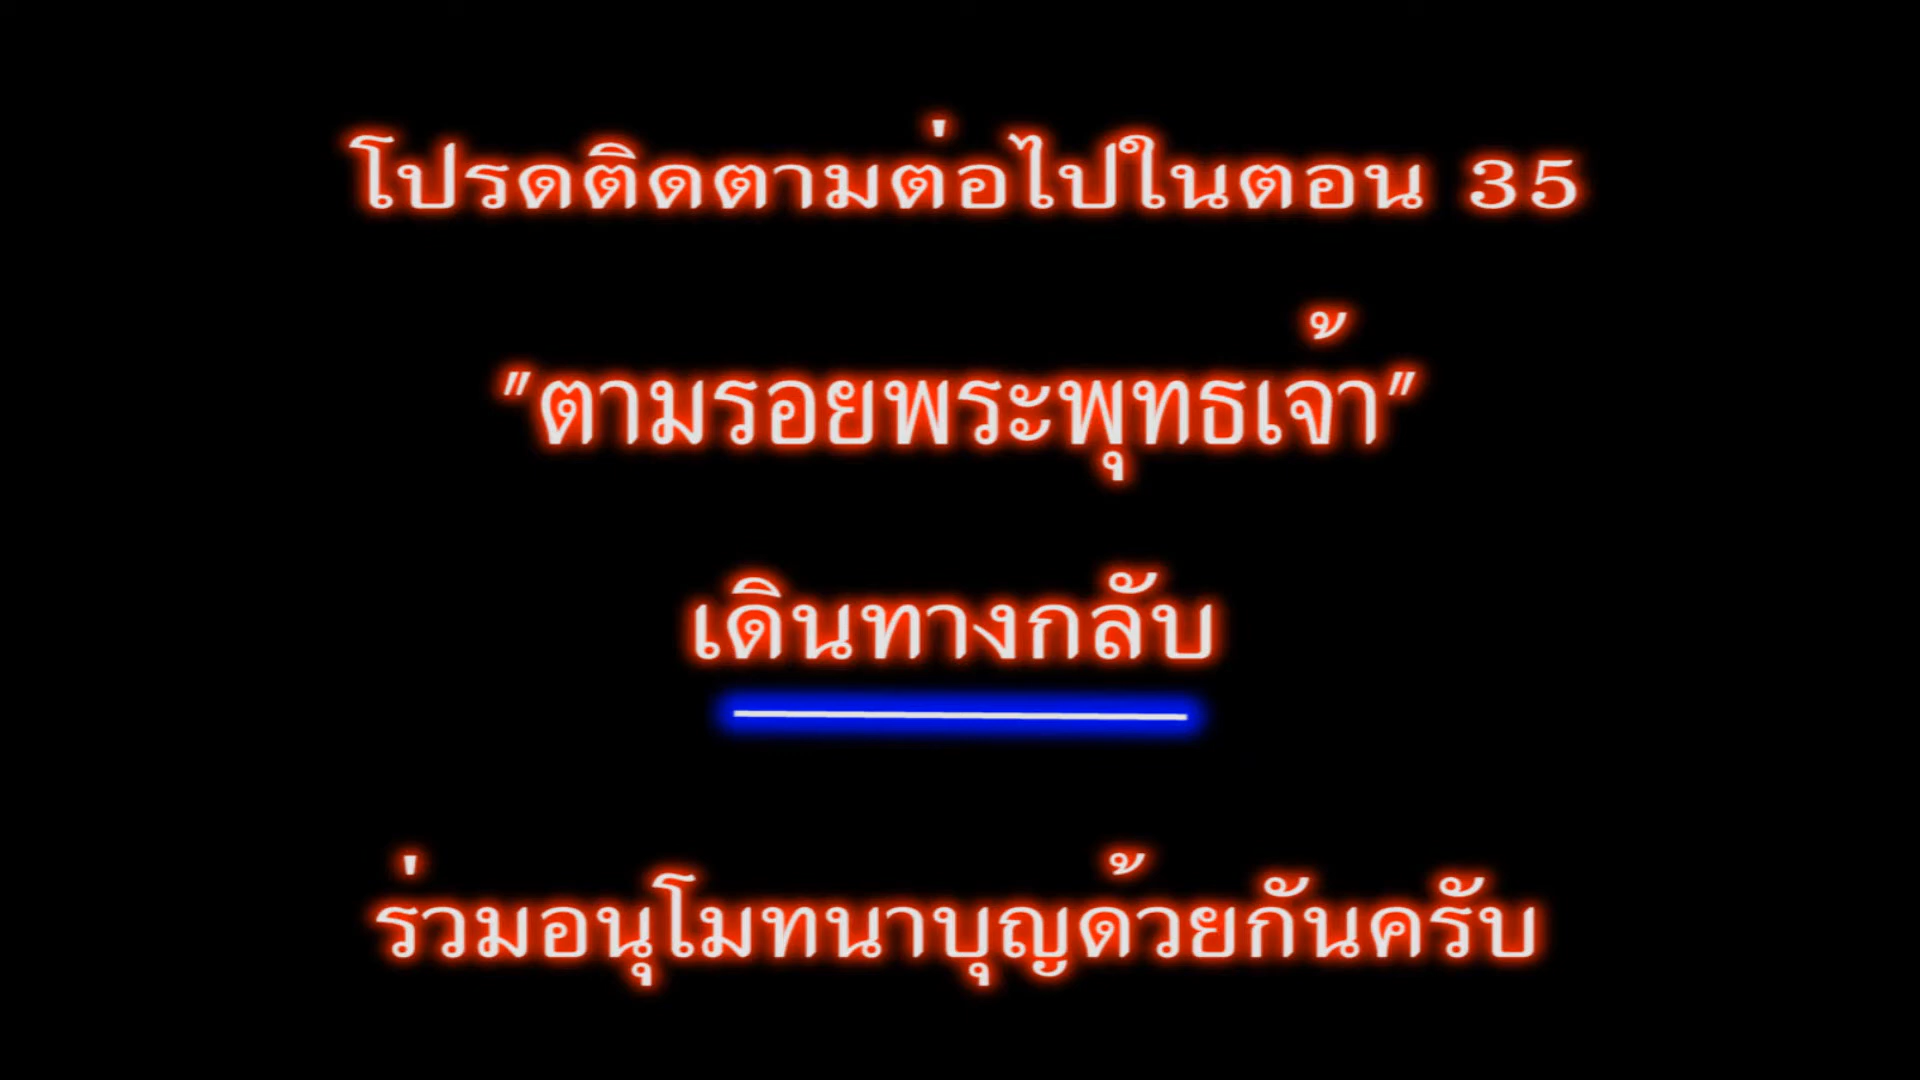 โปรดติดตามต่อไปในตอน 35
"ตามรอยพระพุทธเจ้า"
เดินทางกลับ
ร่วมอนุโมทนาบุญด้วยกันครับ